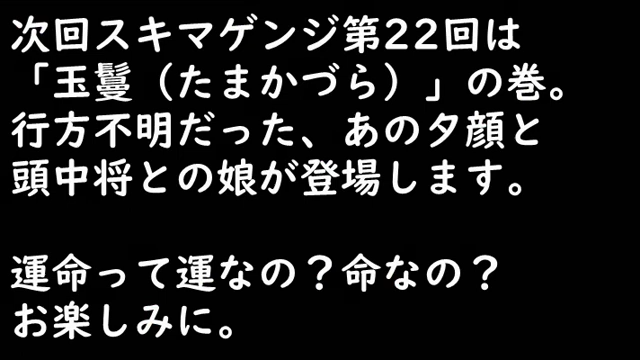 次回スキマゲンジ第22回は
「玉鬘（たまかづら）」の巻。
行方不明だった、あの夕顔と
頭中将との娘が登場します。
運命って運なの？命なの？
お楽しみに。